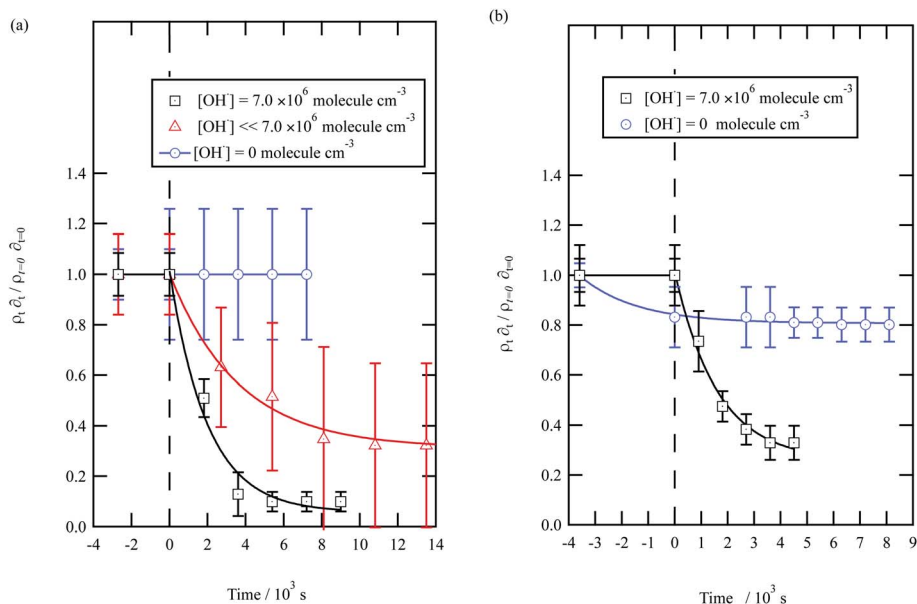 (a)
[OH·] = 7.0 ×10⁶ molecule cm⁻³
[OH·] << 7.0 ×10⁶ molecule cm⁻³
[OH·] = 0 molecule cm⁻³
1.4
1.2
1.0
0.8
0.6
0.4
0.2
0.0
ρₜ ∂ₜ / ρₜ₌₀ ∂ₜ₌₀
-4 -2 0 2 4 6 8 10 12 14
Time / 10³ s
(b)
[OH·] = 7.0 ×10⁶ molecule cm⁻³
[OH·] = 0 molecule cm⁻³
1.4
1.2
1.0
0.8
0.6
0.4
0.2
0.0
ρₜ ∂ₜ / ρₜ₌₀ ∂ₜ₌₀
-4 -3 -2 -1 0 1 2 3 4 5 6 7 8 9
Time / 10³ s